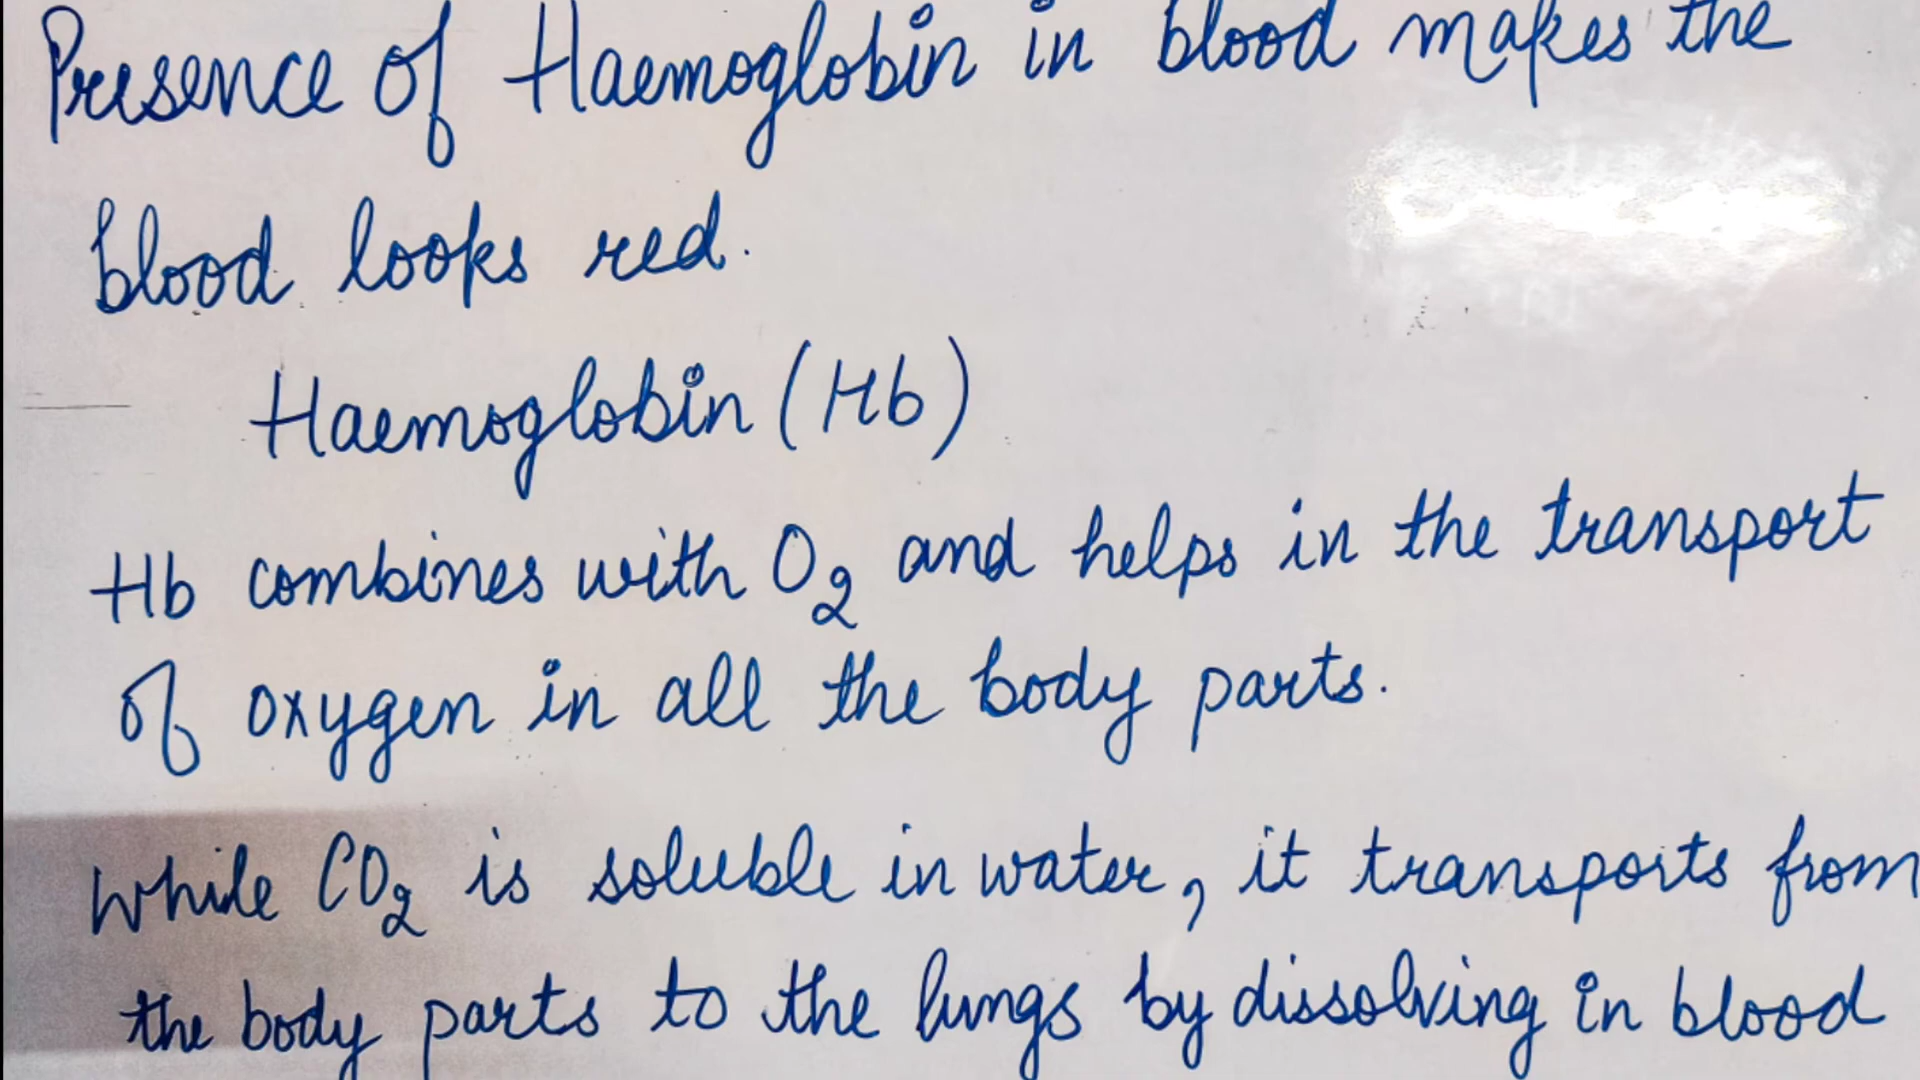 Presence of Haemoglobin in blood makes the
blood looks red.
Haemoglobin (Hb)
Hb combines with O₂ and helps in the transport
of oxygen in all the body parts.
While CO₂ is soluble in water, it transports from
the body parts to the lungs by dissolving in blood